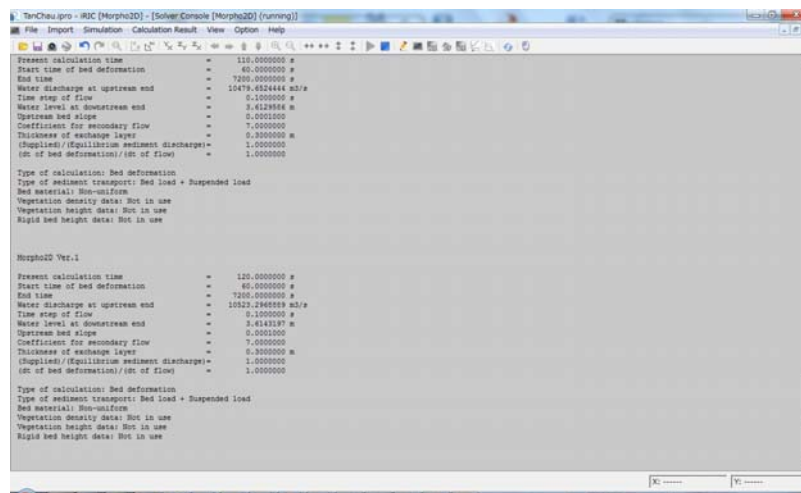 TanChau.ipro - iRIC [Morpho2D] - [Solver Console [Morpho2D] (running)]
File Import Simulation Calculation Result View Option Help
Present calculation time = 110.0000000 s
Start time of bed deformation = 60.0000000 s
End time = 7200.0000000 s
Water discharge at upstream end = 10479.6524444 m3/s
Time step of flow = 0.1000000 s
Water level at downstream end = 3.6129586 m
Upstream bed slope = 0.0001000
Coefficient for secondary flow = 7.0000000
Thickness of exchange layer = 0.3000000 m
(Supplied)/(Equilibrium sediment discharge)= 1.0000000
(dt of bed deformation)/(dt of flow) = 1.0000000
Type of calculation: Bed deformation
Type of sediment transport: Bed load + Suspended load
Bed material: Non-uniform
Vegetation density data: Not in use
Vegetation height data: Not in use
Rigid bed height data: Not in use
Morpho2D Ver.1
Present calculation time = 120.0000000 s
Start time of bed deformation = 60.0000000 s
End time = 7200.0000000 s
Water discharge at upstream end = 10523.2968889 m3/s
Time step of flow = 0.1000000 s
Water level at downstream end = 3.6143197 m
Upstream bed slope = 0.0001000
Coefficient for secondary flow = 7.0000000
Thickness of exchange layer = 0.3000000 m
(Supplied)/(Equilibrium sediment discharge)= 1.0000000
(dt of bed deformation)/(dt of flow) = 1.0000000
Type of calculation: Bed deformation
Type of sediment transport: Bed load + Suspended load
Bed material: Non-uniform
Vegetation density data: Not in use
Vegetation height data: Not in use
Rigid bed height data: Not in use
X: ------ Y: ------